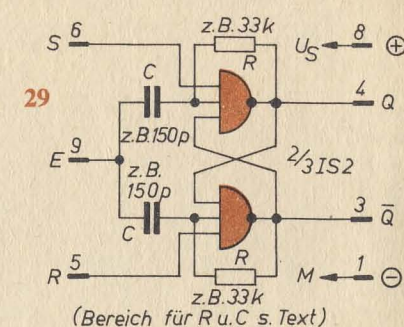 z.B. 33k
S 6
R
U_S 8 ⊕
C
29
4 Q
z.B.150p
9
E
2/3 IS2
z.B.
150p
3 Q̄
C
R
R 5
M 1 ⊖
z.B. 33k
(Bereich für R u. C s. Text)